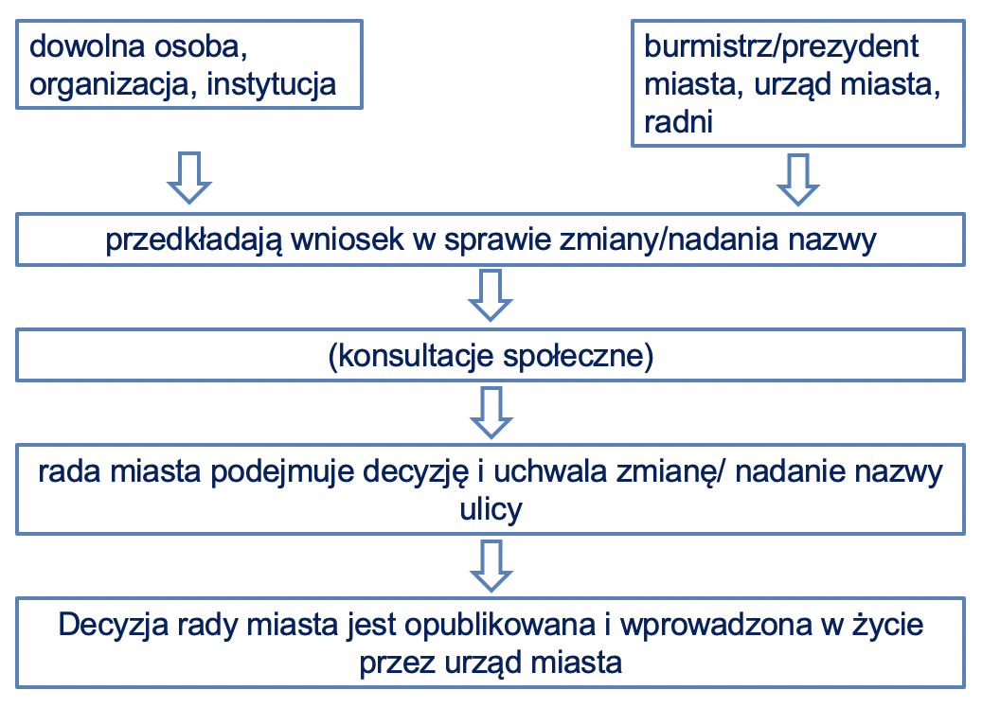 dowolna osoba,
organizacja, instytucja
burmistrz/prezydent
miasta, urząd miasta,
radni
przedkładają wniosek w sprawie zmiany/nadania nazwy
(konsultacje społeczne)
rada miasta podejmuje decyzję i uchwala zmianę/ nadanie nazwy
ulicy
Decyzja rady miasta jest opublikowana i wprowadzona w życie
przez urząd miasta